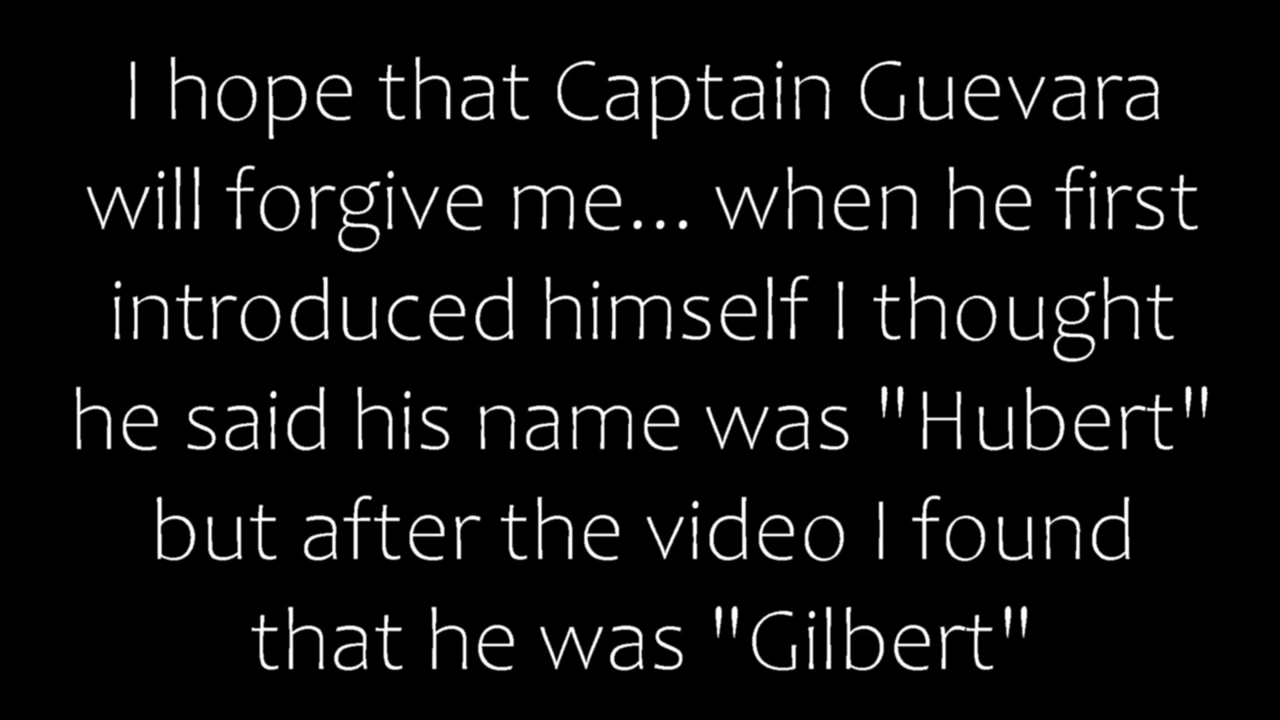 I hope that Captain Guevara
will forgive me... when he first
introduced himself I thought
he said his name was "Hubert"
but after the video I found
that he was "Gilbert"